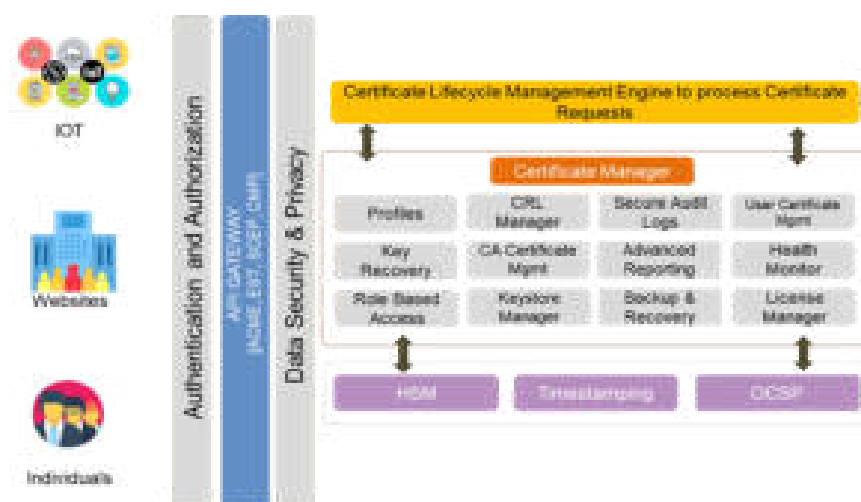 IOT
Websites
Individuals
Authentication and Authorization
API GATEWAY
[ACME, EST, SCEP, CMP]
Data Security & Privacy
Certificate Lifecycle Management Engine to process Certificate
Requests
Certificate Manager
Profiles
CRL
Manager
Secure Audit
Logs
User Certificate
Mgmt
Key
Recovery
CA Certificate
Mgmt
Advanced
Reporting
Health
Monitor
Role Based
Access
Keystore
Manager
Backup &
Recovery
License
Manager
HSM
Timestamping
OCSP